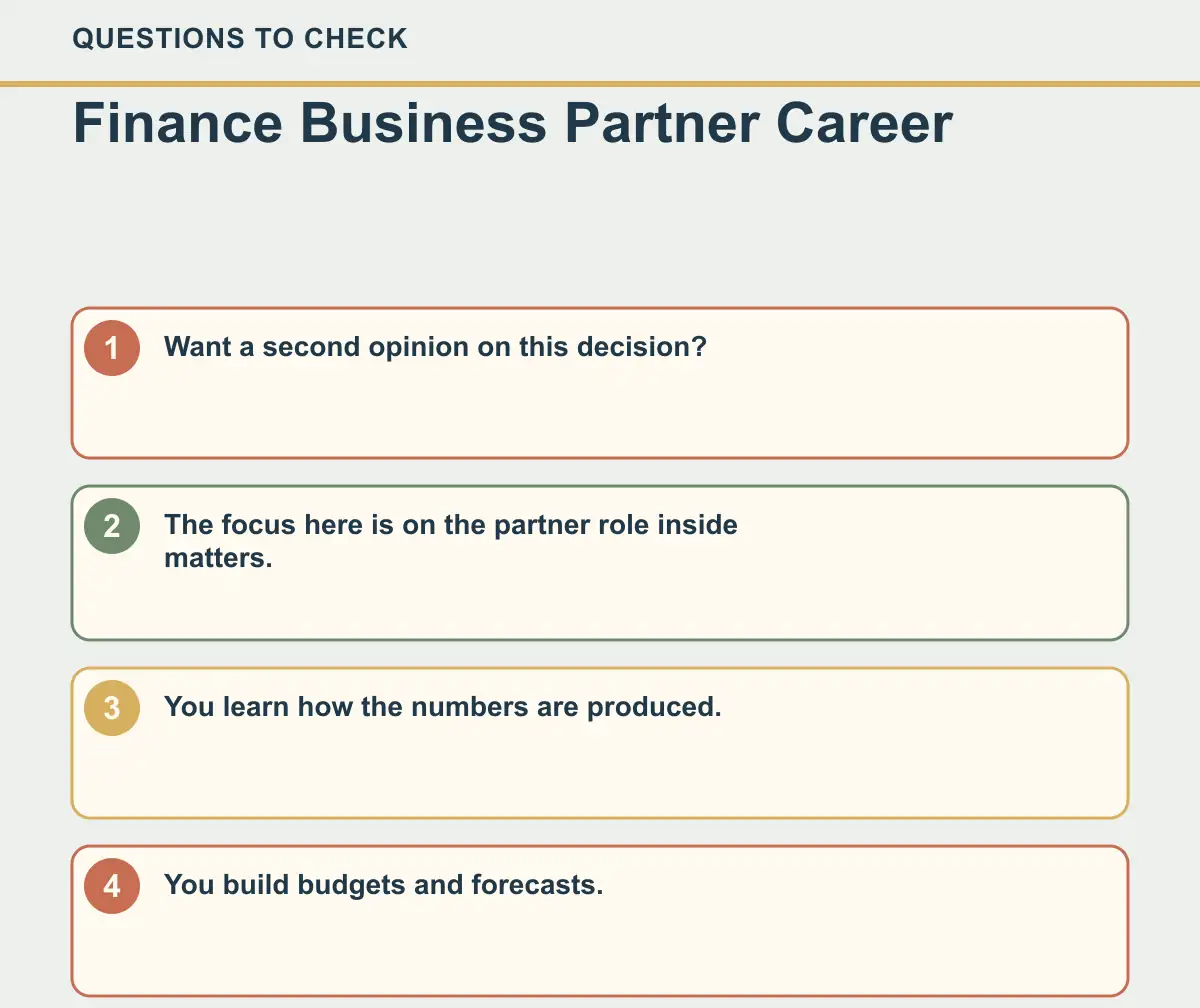 QUESTIONS TO CHECK
Finance Business Partner Career
1
Want a second opinion on this decision?
2
The focus here is on the partner role inside
matters.
3
You learn how the numbers are produced.
4
You build budgets and forecasts.